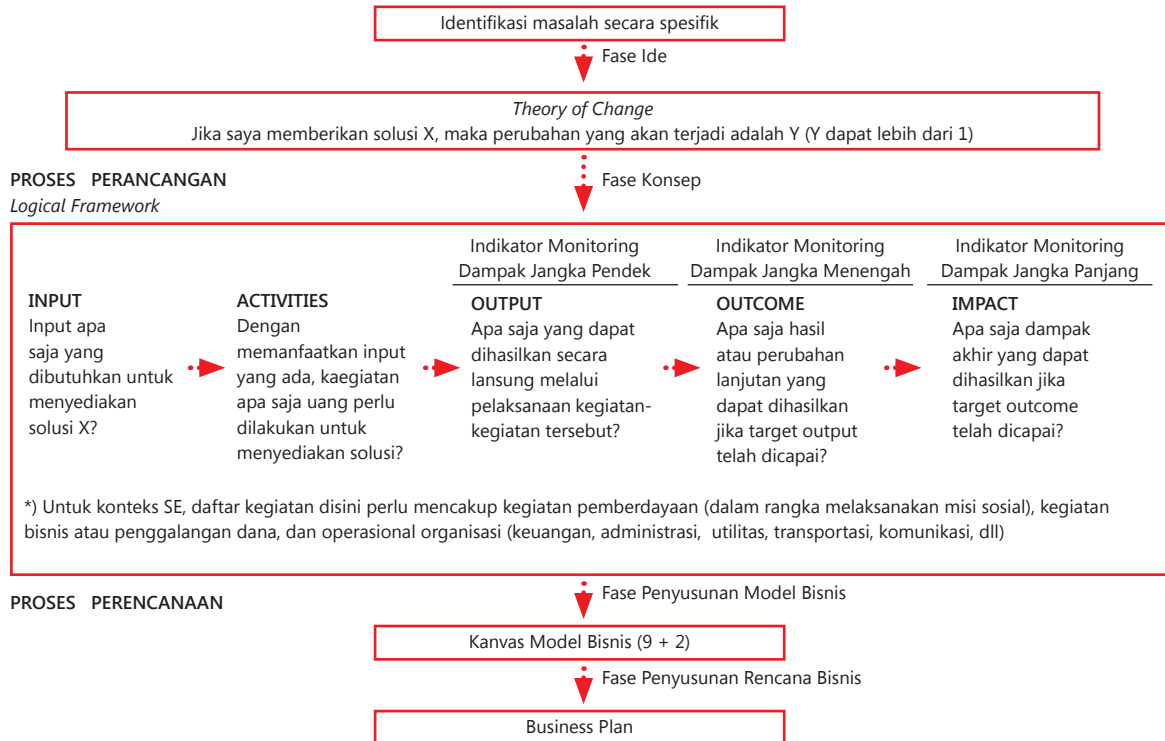 Identifikasi masalah secara spesifik
Fase Ide
Theory of Change
Jika saya memberikan solusi X, maka perubahan yang akan terjadi adalah Y (Y dapat lebih dari 1)
PROSES PERANCANGAN
Fase Konsep
Logical Framework
Indikator Monitoring
Dampak Jangka Pendek
Indikator Monitoring
Dampak Jangka Menengah
Indikator Monitoring
Dampak Jangka Panjang
INPUT
Input apa
saja yang
dibutuhkan untuk
menyediakan
solusi X?
ACTIVITIES
Dengan
memanfaatkan input
yang ada, kaegiatan
apa saja uang perlu
dilakukan untuk
menyediakan solusi?
OUTPUT
Apa saja yang dapat
dihasilkan secara
lansung melalui
pelaksanaan kegiatan-
kegiatan tersebut?
OUTCOME
Apa saja hasil
atau perubahan
lanjutan yang
dapat dihasilkan
jika target output
telah dicapai?
IMPACT
Apa saja dampak
akhir yang dapat
dihasilkan jika
target outcome
telah dicapai?
*) Untuk konteks SE, daftar kegiatan disini perlu mencakup kegiatan pemberdayaan (dalam rangka melaksanakan misi sosial), kegiatan
bisnis atau penggalangan dana, dan operasional organisasi (keuangan, administrasi, utilitas, transportasi, komunikasi, dll)
PROSES PERENCANAAN
Fase Penyusunan Model Bisnis
Kanvas Model Bisnis (9 + 2)
Fase Penyusunan Rencana Bisnis
Business Plan